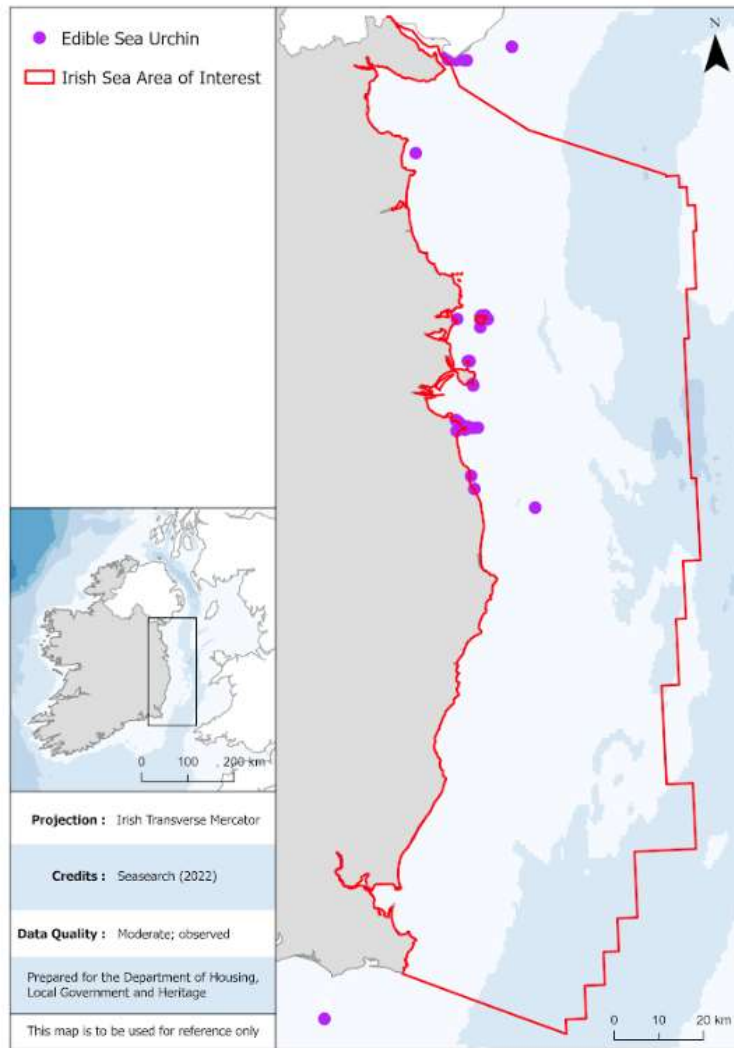 Edible Sea Urchin
Irish Sea Area of Interest
N
0 100 200 km
Projection : Irish Transverse Mercator
Credits : Seasearch (2022)
Data Quality : Moderate; observed
Prepared for the Department of Housing,
Local Government and Heritage
This map is to be used for reference only
0 10 20 km